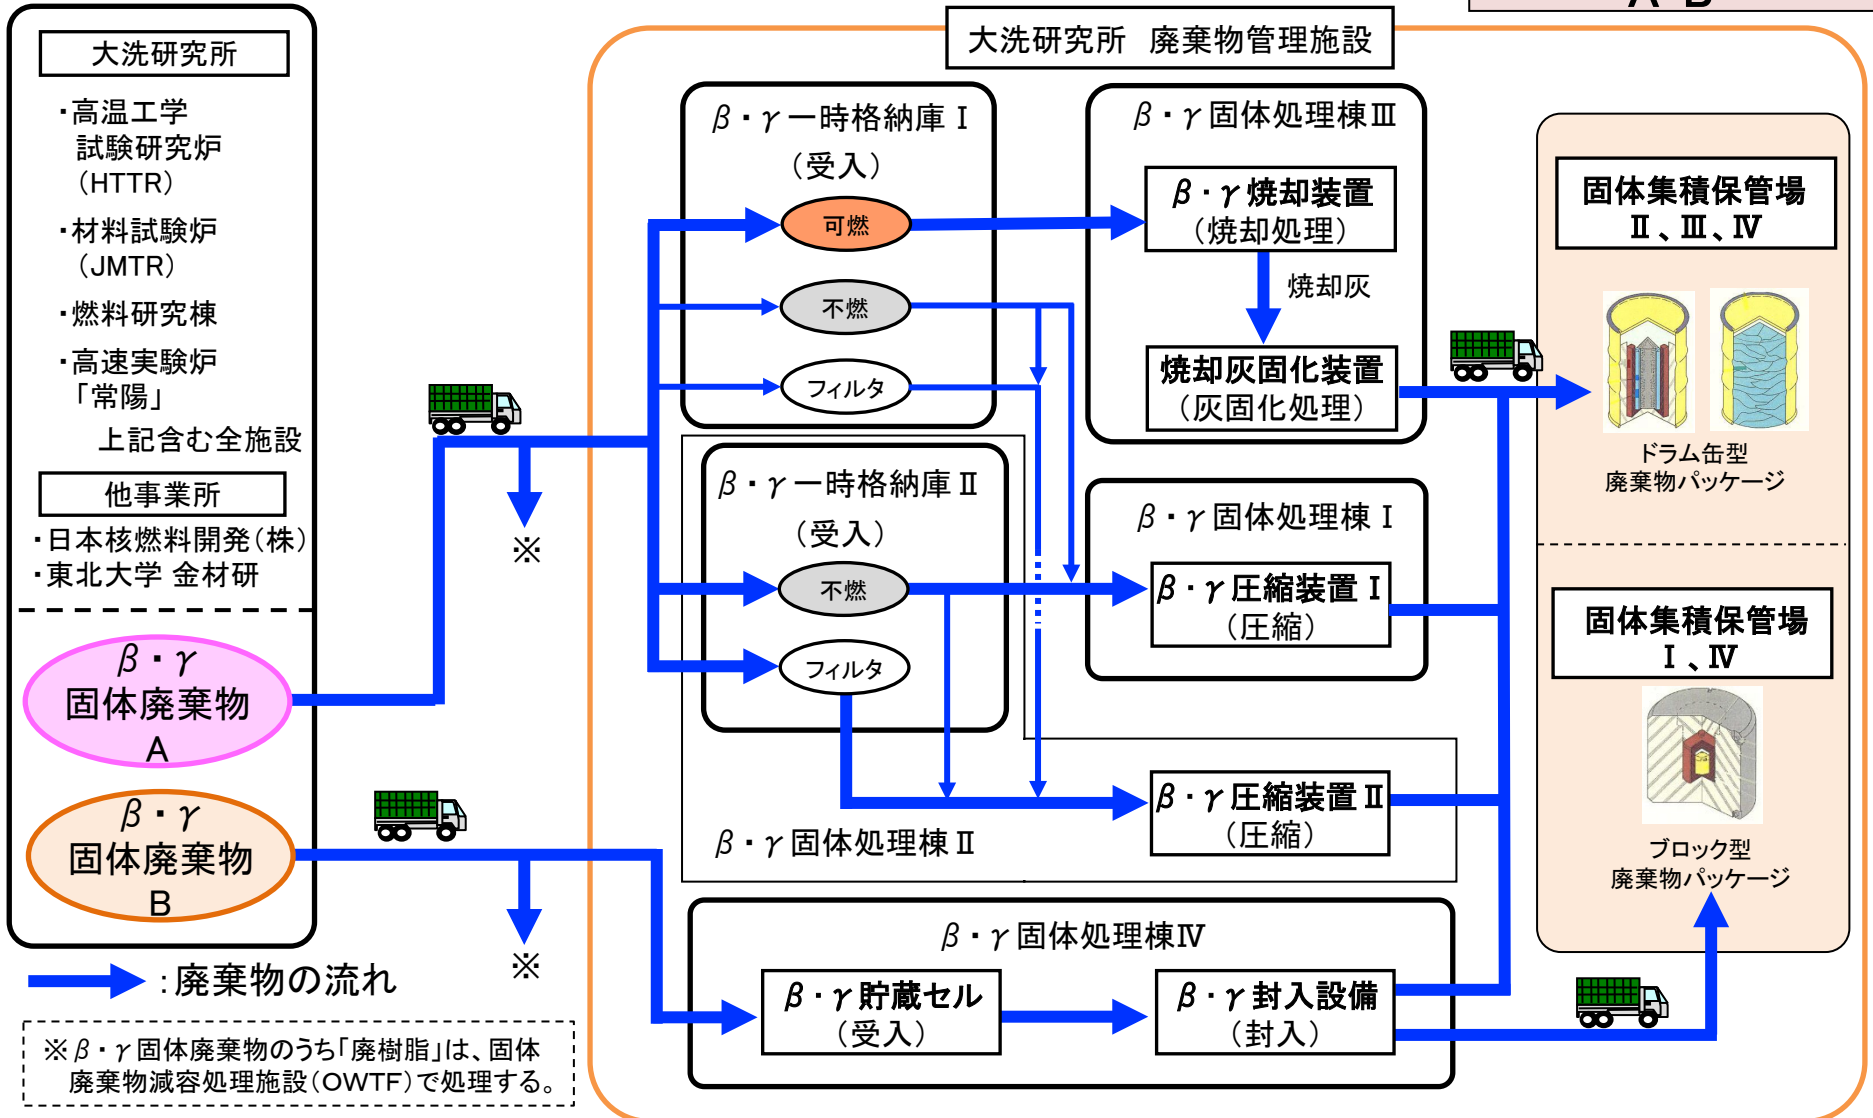 大洗研究所
・高温工学
試験研究炉
（HTTR）
・材料試験炉
（JMTR）
・燃料研究棟
・高速実験炉
「常陽」
上記含む全施設
他事業所
・日本核燃料開発（株）
・東北大学 金材研
β・γ
固体廃棄物
A
β・γ
固体廃棄物
B
：廃棄物の流れ
※β・γ固体廃棄物のうち「廃樹脂」は、固体
廃棄物減容処理施設（OWTF）で処理する。
※
※
大洗研究所 廃棄物管理施設
β・γ一時格納庫Ⅰ
（受入）
可燃
不燃
フィルタ
β・γ一時格納庫Ⅱ
（受入）
不燃
フィルタ
β・γ固体処理棟Ⅱ
β・γ固体処理棟Ⅲ
β・γ焼却装置
（焼却処理）
焼却灰
焼却灰固化装置
（灰固化処理）
β・γ固体処理棟Ⅰ
β・γ圧縮装置Ⅰ
（圧縮）
β・γ圧縮装置Ⅱ
（圧縮）
β・γ固体処理棟Ⅳ
β・γ貯蔵セル
（受入）
β・γ封入設備
（封入）
固体集積保管場
Ⅱ、Ⅲ、Ⅳ
ドラム缶型
廃棄物パッケージ
固体集積保管場
Ⅰ、Ⅳ
ブロック型
廃棄物パッケージ